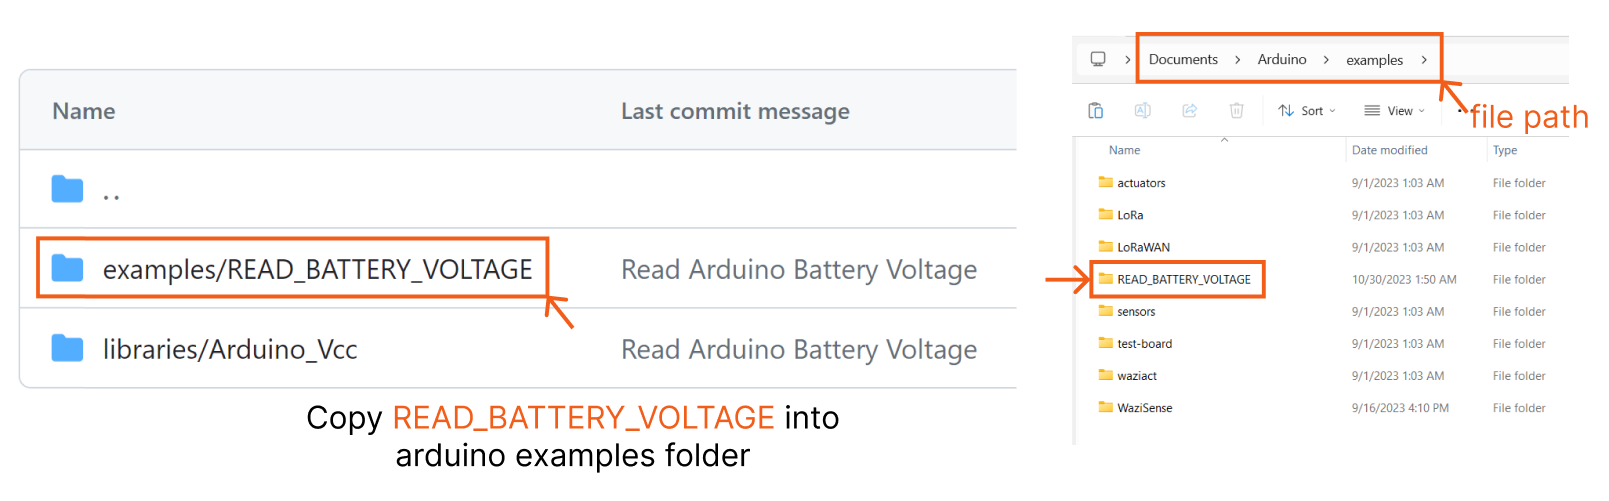 Name Last commit message
..
examples/READ_BATTERY_VOLTAGE Read Arduino Battery Voltage
libraries/Arduino_Vcc Read Arduino Battery Voltage
Copy READ_BATTERY_VOLTAGE into
arduino examples folder
Documents > Arduino > examples >
file path
Sort View
Name Date modified Type
actuators 9/1/2023 1:03 AM File folder
LoRa 9/1/2023 1:03 AM File folder
LoRaWAN 9/1/2023 1:03 AM File folder
READ_BATTERY_VOLTAGE 10/30/2023 1:50 AM File folder
sensors 9/1/2023 1:03 AM File folder
test-board 9/1/2023 1:03 AM File folder
waziact 9/1/2023 1:03 AM File folder
WaziSense 9/16/2023 4:10 PM File folder